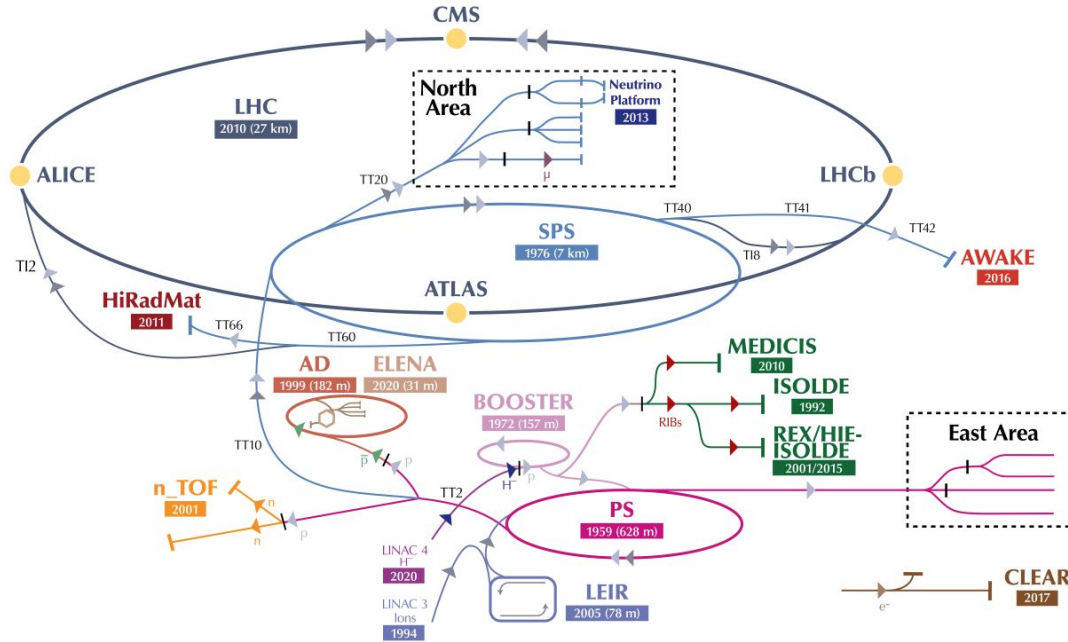 CMS
North
Area
Neutrino
Platform
2013
LHC
2010 (27 km)
μ
ALICE
LHCb
TT20
TT40
TT41
TT42
SPS
1976 (7 km)
TI8
TI2
AWAKE
2016
ATLAS
HiRadMat
2011
TT66
TT60
MEDICIS
2010
AD
1999 (182 m)
ELENA
2020 (31 m)
ISOLDE
1992
BOOSTER
1972 (157 m)
RIBs
REX/HIE-
ISOLDE
2001/2015
East Area
TT10
p̅
p
H⁻
p
TT2
n_TOF
2001
n
n
p
PS
1959 (628 m)
LINAC 4
H⁻
2020
LEIR
2005 (78 m)
LINAC 3
Ions
1994
CLEAR
2017
e⁻